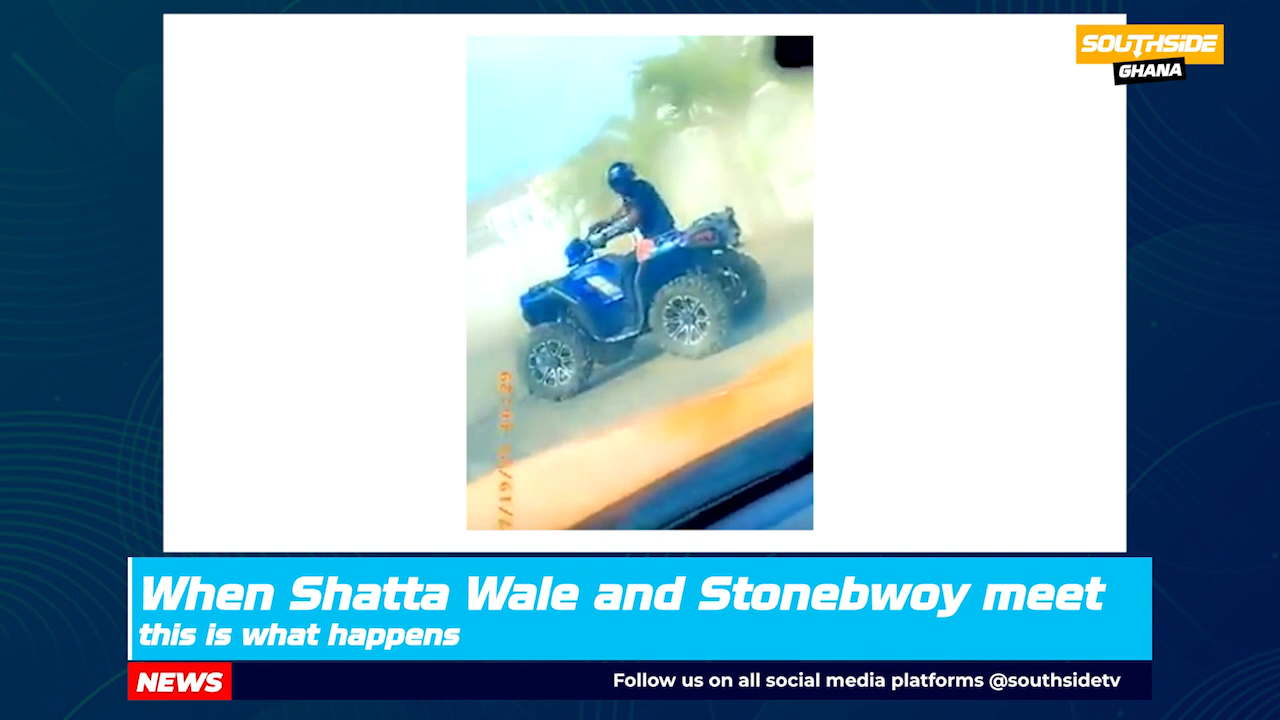 SOUTHSIDE
GHANA
When Shatta Wale and Stonebwoy meet
this is what happens
NEWS
Follow us on all social media platforms @southsidetv